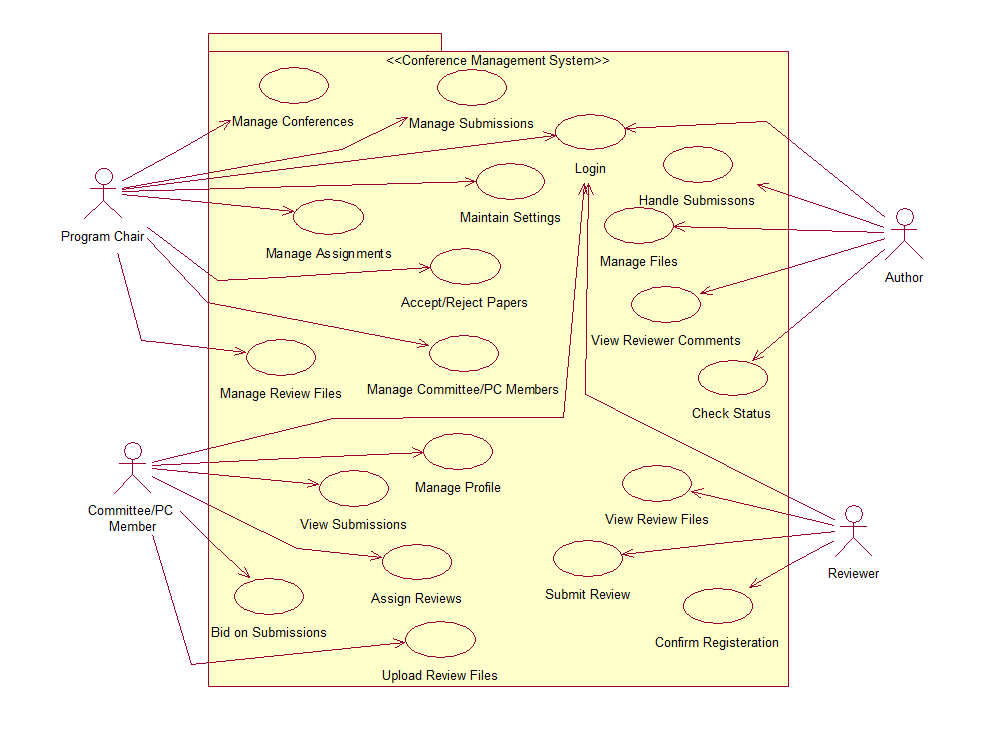 <<Conference Management System>>
Manage Conferences
Manage Submissions
Login
Handle Submissons
Maintain Settings
Program Chair
Manage Assignments
Manage Files
Author
Accept/Reject Papers
View Reviewer Comments
Manage Review Files
Manage Committee/PC Members
Check Status
Manage Profile
Committee/PC
Member
View Submissions
View Review Files
Reviewer
Assign Reviews
Submit Review
Bid on Submissions
Confirm Registeration
Upload Review Files